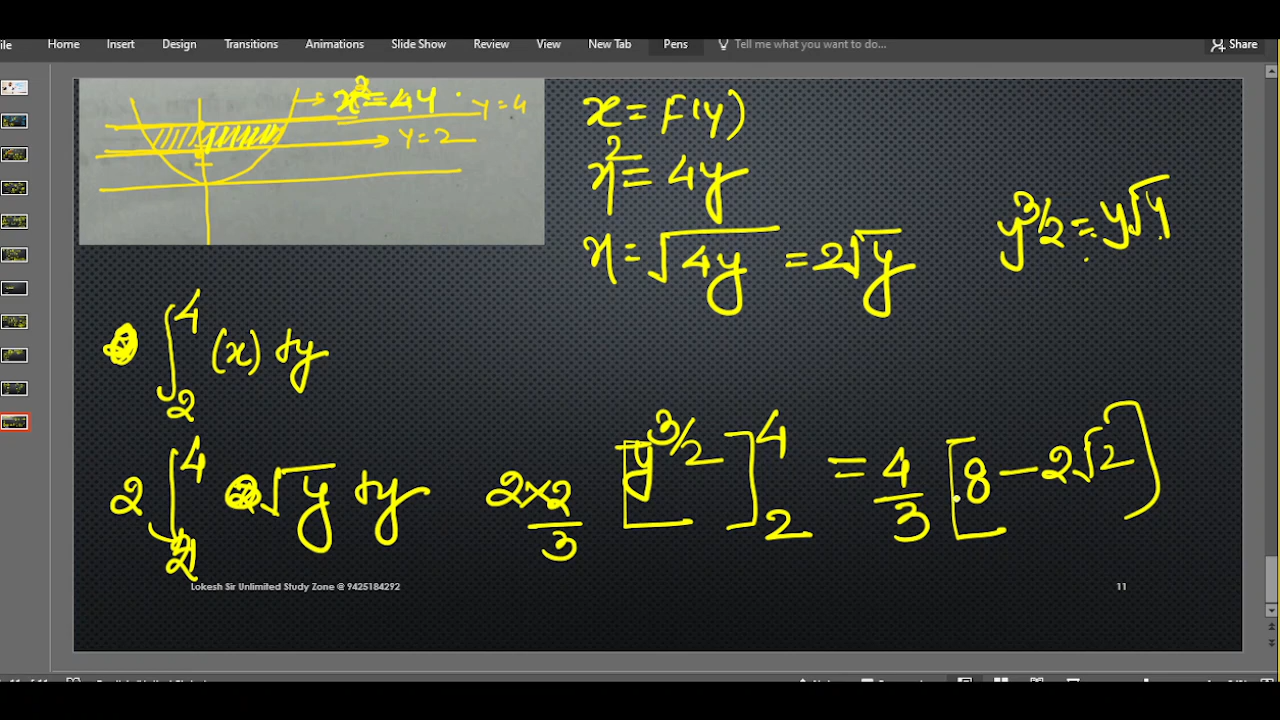 File Home Insert Design Transitions Animations Slide Show Review View New Tab Pens Tell me what you want to do... Share
x² = 4y
y = 4
y = 2
x = F(y)
x² = 4y
x = √4y = 2√y
y^3/2 = y√y
∫₂⁴ (x) dy
2 ∫₂⁴ √y dy
2×2/3 [y^3/2]₂⁴ = 4/3 [8 − 2√2]
Lokesh Sir Unlimited Study Zone @ 9425184292
11